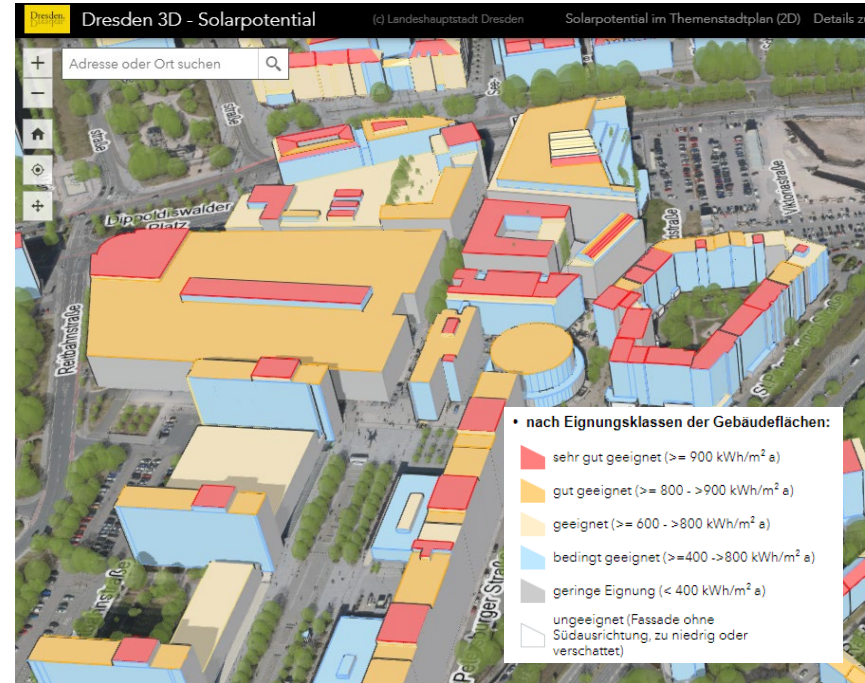 Dresden.
Dresden 3D - Solarpotential
(c) Landeshauptstadt Dresden
Solarpotential im Themenstadtplan (2D)
Details z
Adresse oder Ort suchen
Dippoldiswalder
Platz
Reitbahnstraße
Viktoriastraße
• nach Eignungsklassen der Gebäudeflächen:
sehr gut geeignet (>= 900 kWh/m² a)
gut geeignet (>= 800 - >900 kWh/m² a)
geeignet (>= 600 - >800 kWh/m² a)
bedingt geeignet (>=400 ->800 kWh/m² a)
geringe Eignung (< 400 kWh/m² a)
ungeeignet (Fassade ohne
Südausrichtung, zu niedrig oder
verschattet)